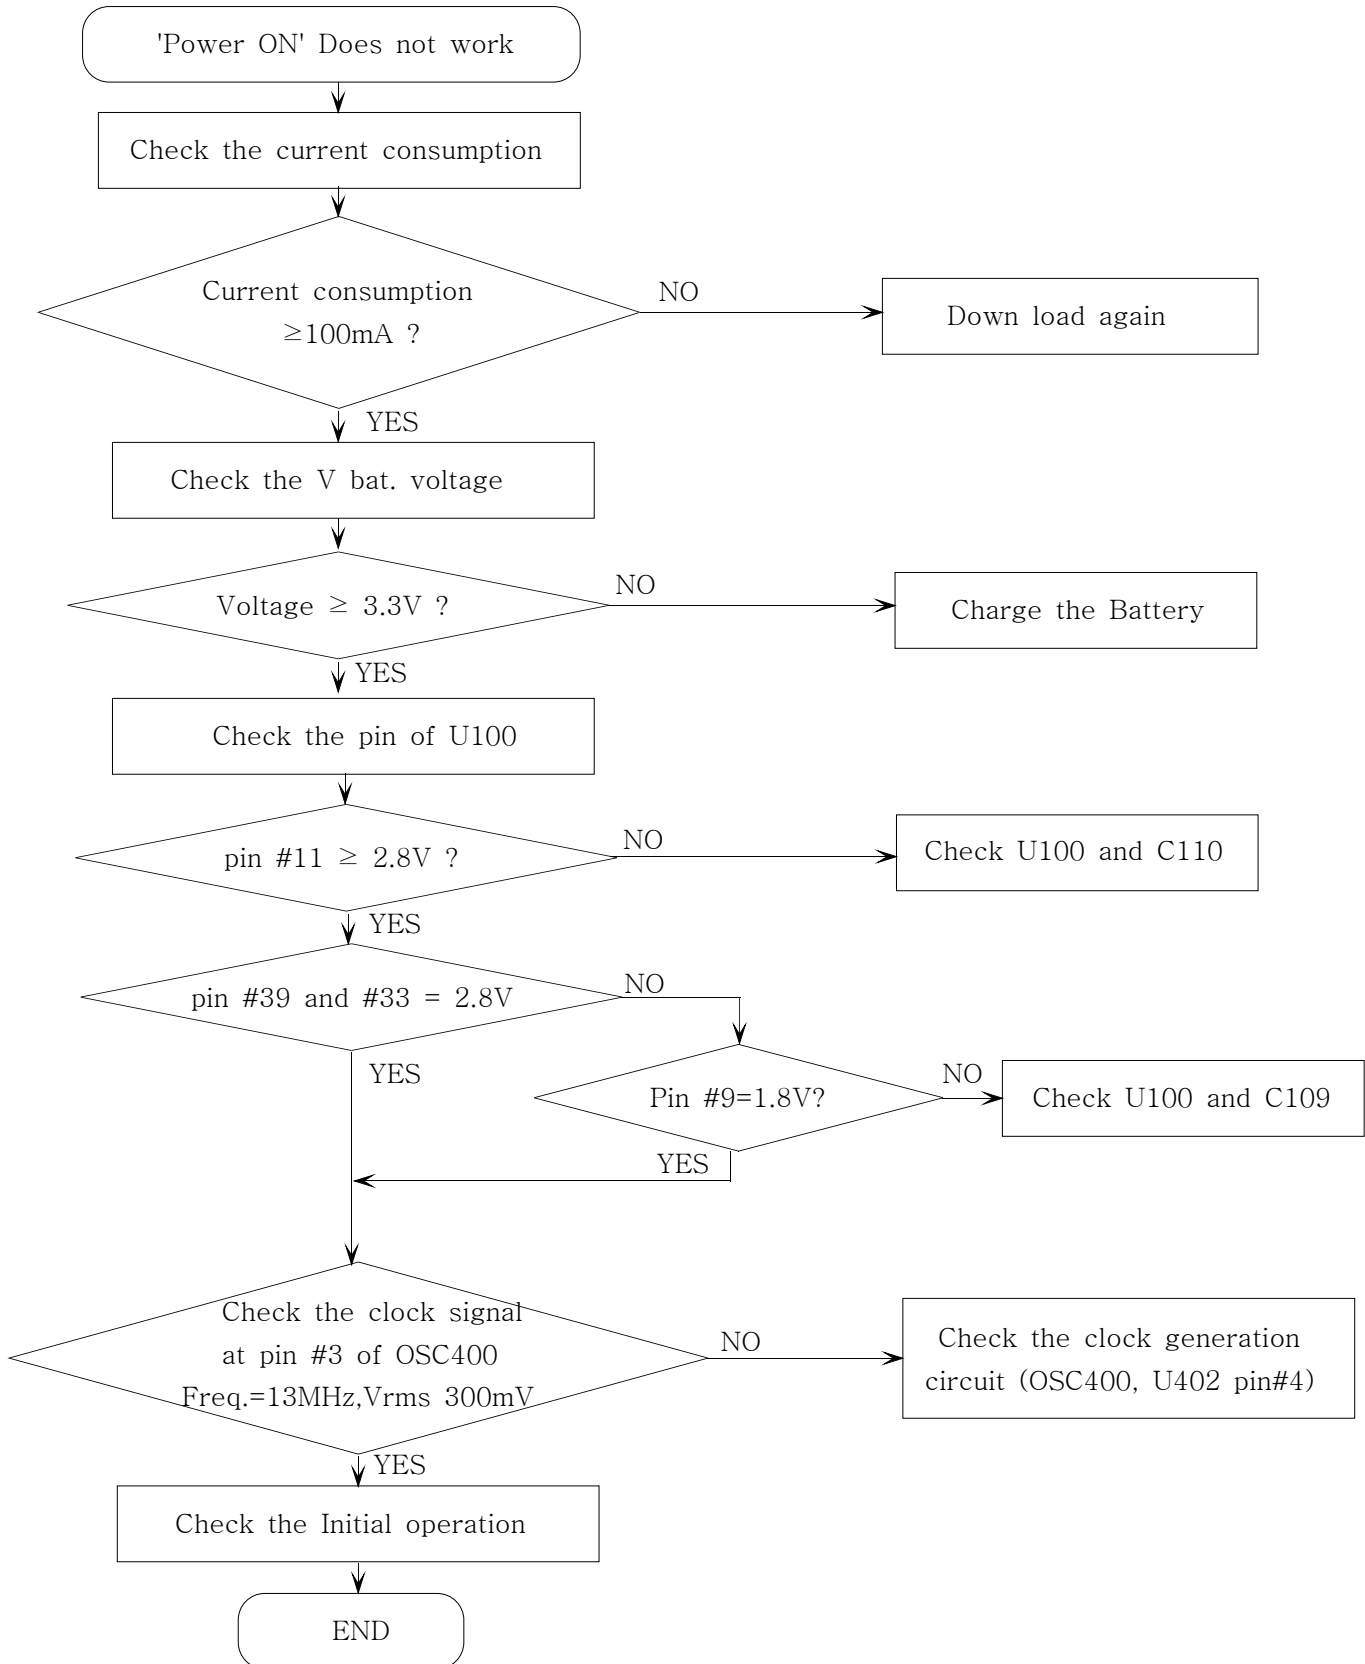 'Power ON' Does not work
Check the current consumption
Current consumption
≥100mA ?
NO
Down load again
YES
Check the V bat. voltage
Voltage ≥ 3.3V ?
NO
Charge the Battery
YES
Check the pin of U100
pin #11 ≥ 2.8V ?
NO
Check U100 and C110
YES
pin #39 and #33 = 2.8V
NO
YES
Pin #9=1.8V?
NO
Check U100 and C109
YES
Check the clock signal
at pin #3 of OSC400
Freq.=13MHz,Vrms 300mV
NO
Check the clock generation
circuit (OSC400, U402 pin#4)
YES
Check the Initial operation
END